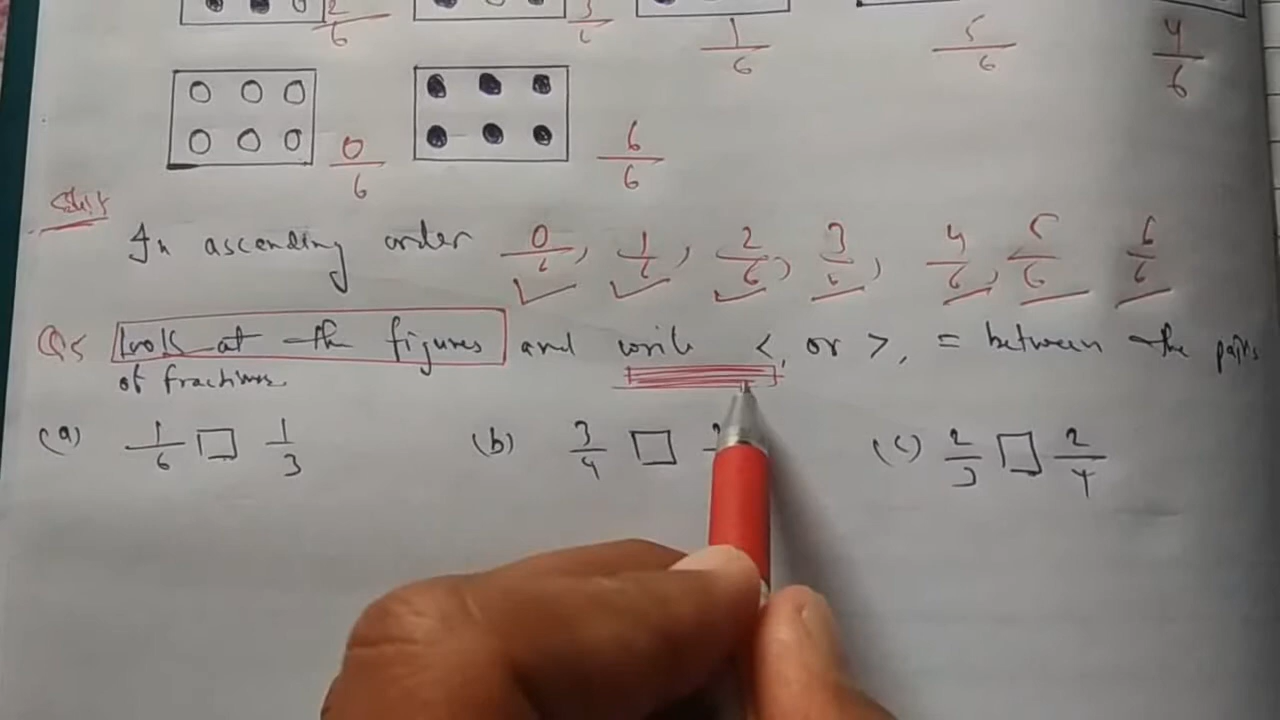 2/6 3/6 1/6 5/6 4/6
0/6 6/6
In ascending order 0/6, 1/6, 2/6, 3/6, 4/6, 5/6 6/6
Q5 Look at the figures and write <, or >, = between the pairs
of fractions.
(a) 1/6 □ 1/3 (b) 3/4 □ (c) 2/3 □ 2/4